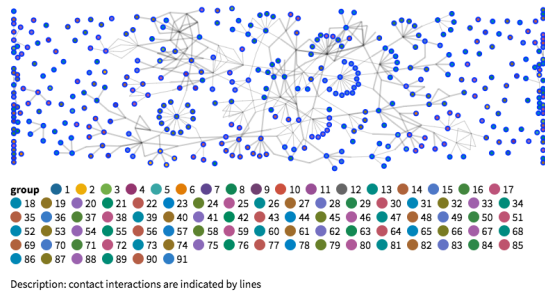 group 1 2 3 4 5 6 7 8 9 10 11 12 13 14 15 16 17
18 19 20 21 22 23 24 25 26 27 28 29 30 31 32 33 34
35 36 37 38 39 40 41 42 43 44 45 46 47 48 49 50 51
52 53 54 55 56 57 58 59 60 61 62 63 64 65 66 67 68
69 70 71 72 73 74 75 76 77 78 79 80 81 82 83 84 85
86 87 88 89 90 91
Description: contact interactions are indicated by lines